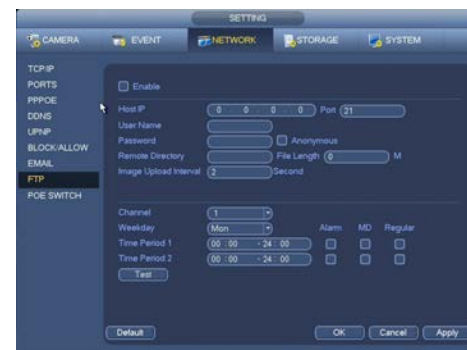 SETTING
CAMERA EVENT NETWORK STORAGE SYSTEM
TCP/IP
PORTS
PPPOE
DDNS
UPNP
BLOCK/ALLOW
EMAIL
FTP
POE SWITCH
Enable
Host IP 0 . 0 . 0 . 0 Port 21
User Name
Password Anonymous
Remote Directory File Length 0 M
Image Upload Interval 2 Second
Channel 1
Weekday Mon Alarm MD Regular
Time Period 1 00 : 00 - 24 : 00
Time Period 2 00 : 00 - 24 : 00
Test
Default OK Cancel Apply